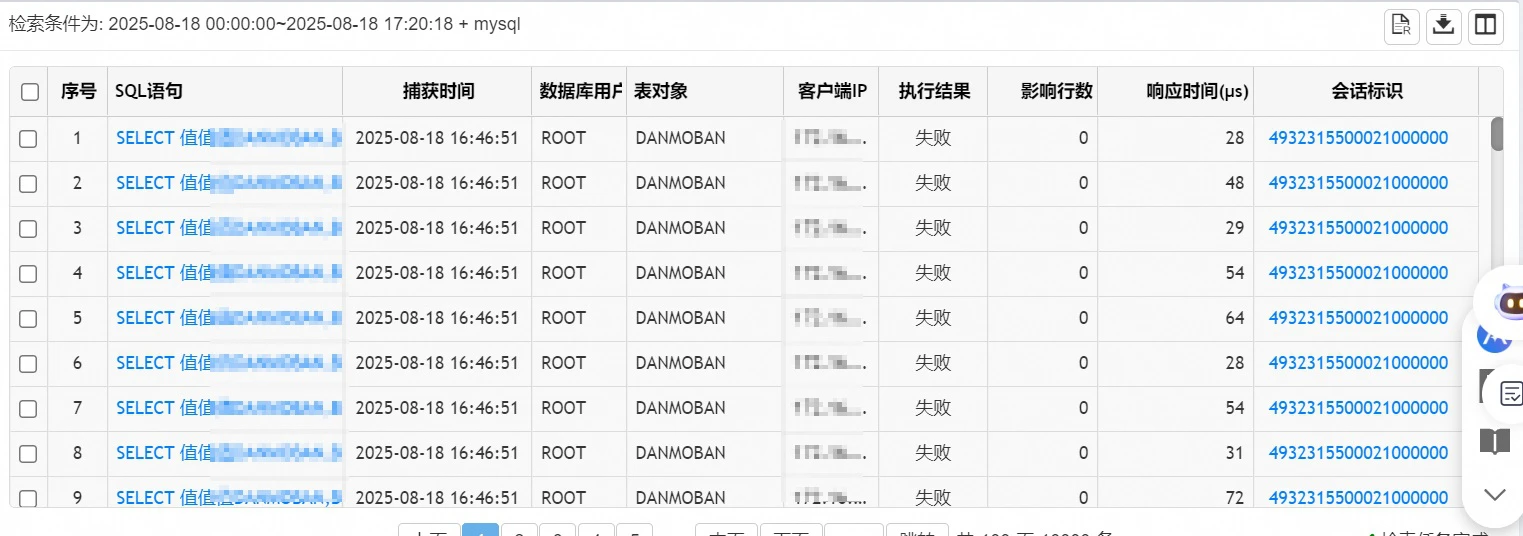 检索条件为: 2025-08-18 00:00:00~2025-08-18 17:20:18 + mysql
序号 SQL语句 捕获时间 数据库用户 表对象 客户端IP 执行结果 影响行数 响应时间(μs) 会话标识
1 SELECT 值值 2025-08-18 16:46:51 ROOT DANMOBAN 失败 0 28 4932315500021000000
2 SELECT 值值 2025-08-18 16:46:51 ROOT DANMOBAN 失败 0 48 4932315500021000000
3 SELECT 值值 2025-08-18 16:46:51 ROOT DANMOBAN 失败 0 29 4932315500021000000
4 SELECT 值值 2025-08-18 16:46:51 ROOT DANMOBAN 失败 0 54 4932315500021000000
5 SELECT 值值 2025-08-18 16:46:51 ROOT DANMOBAN 失败 0 64 4932315500021000000
6 SELECT 值值 2025-08-18 16:46:51 ROOT DANMOBAN 失败 0 28 4932315500021000000
7 SELECT 值值 2025-08-18 16:46:51 ROOT DANMOBAN 失败 0 54 4932315500021000000
8 SELECT 值值 2025-08-18 16:46:51 ROOT DANMOBAN 失败 0 31 4932315500021000000
9 SELECT 值值 2025-08-18 16:46:51 ROOT DANMOBAN 失败 0 72 4932315500021000000